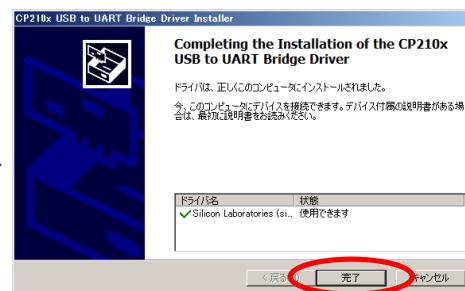 CP210x USB to UART Bridge Driver Installer
Completing the Installation of the CP210x
USB to UART Bridge Driver
ドライバは、正しくこのコンピュータにインストールされました。
今、このコンピュータにデバイスを接続できます。デバイス付属の説明書がある場
合は、最初に説明書をお読みください。
ドライバ名 状態
Silicon Laboratories (si... 使用できます
< 戻る 完了 キャンセル